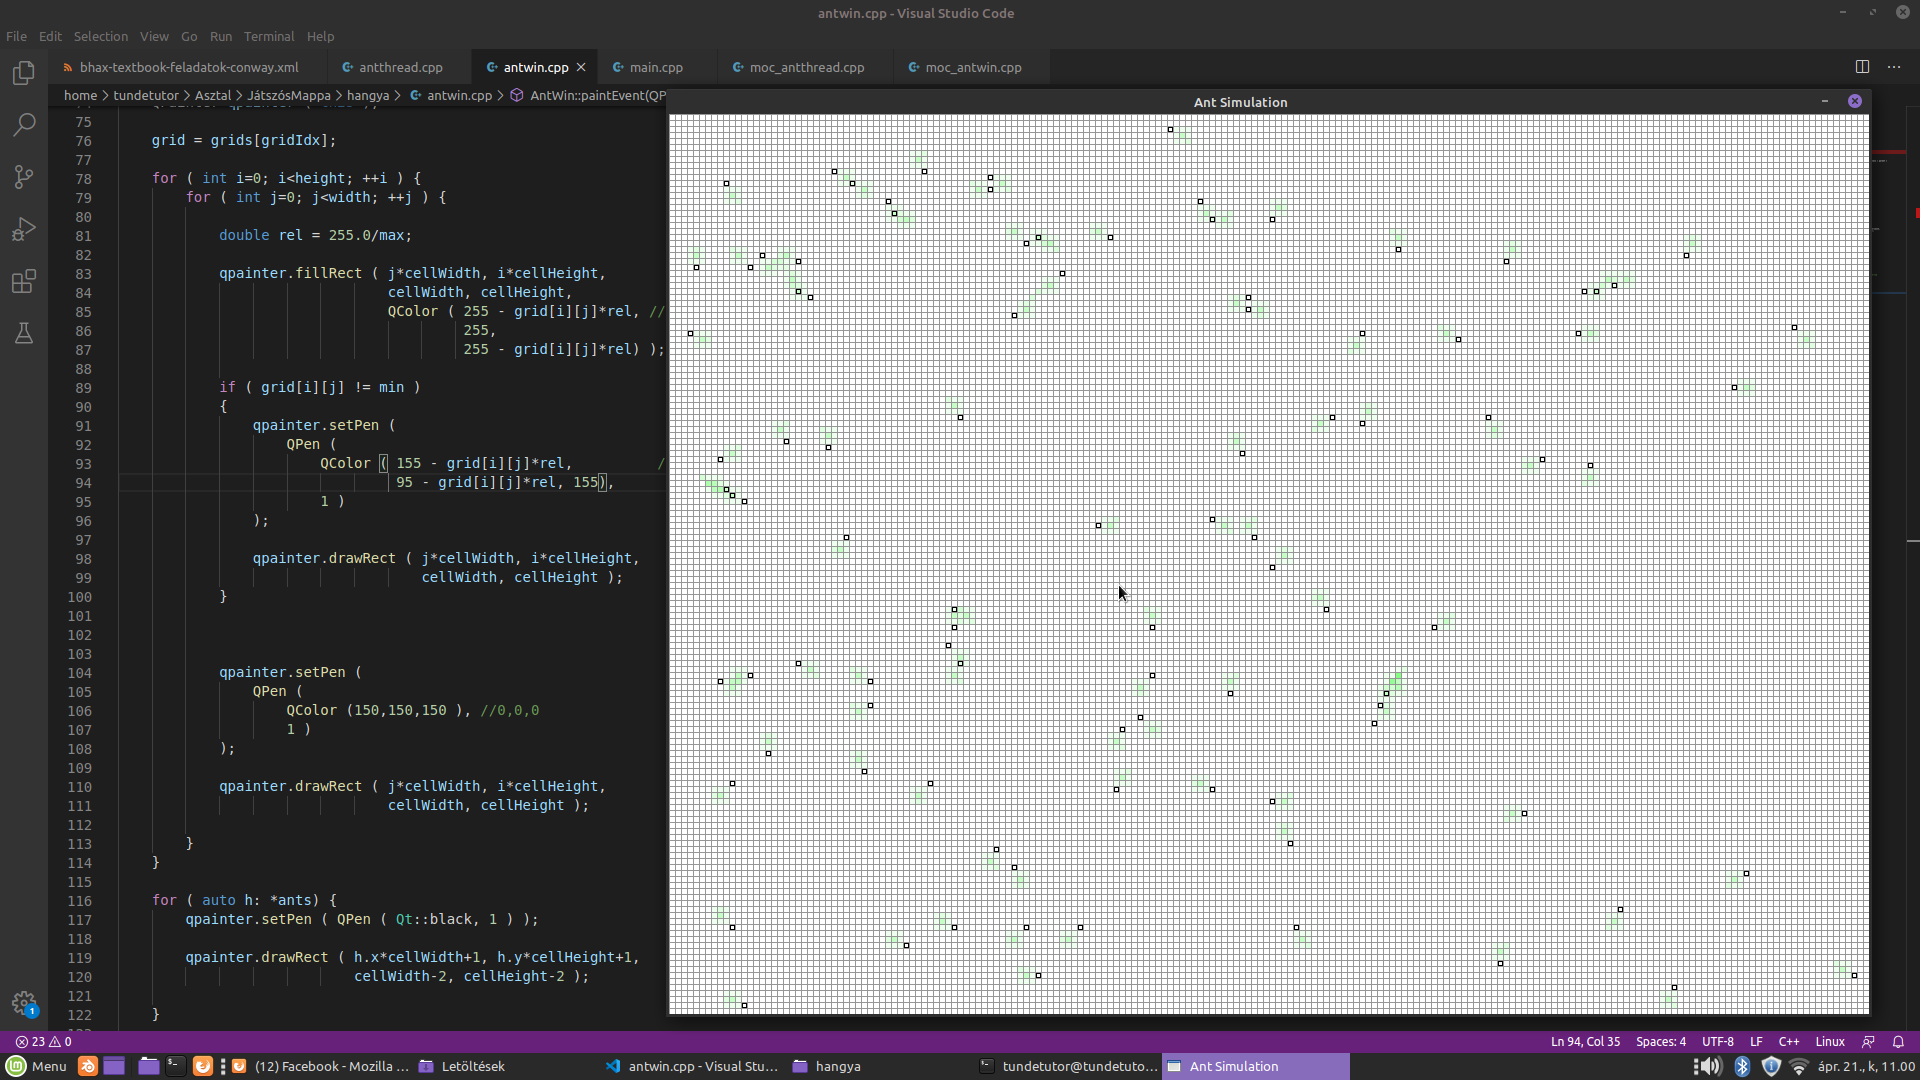 antwin.cpp - Visual Studio Code
File Edit Selection View Go Run Terminal Help
bhax-textbook-feladatok-conway.xml antthread.cpp antwin.cpp main.cpp moc_antthread.cpp moc_antwin.cpp
home > tundetutor > Asztal > JátszósMappa > hangya > antwin.cpp > AntWin::paintEvent(QP
Ant Simulation
75
76 grid = grids[gridIdx];
77
78 for ( int i=0; i<height; ++i ) {
79 for ( int j=0; j<width; ++j ) {
80
81 double rel = 255.0/max;
82
83 qpainter.fillRect ( j*cellWidth, i*cellHeight,
84 cellWidth, cellHeight,
85 QColor ( 255 - grid[i][j]*rel, //
86 255,
87 255 - grid[i][j]*rel) );
88
89 if ( grid[i][j] != min )
90 {
91 qpainter.setPen (
92 QPen (
93 QColor ( 155 - grid[i][j]*rel, /
94 95 - grid[i][j]*rel, 155),
95 1 )
96 );
97
98 qpainter.drawRect ( j*cellWidth, i*cellHeight,
99 cellWidth, cellHeight );
100 }
101
102
103
104 qpainter.setPen (
105 QPen (
106 QColor (150,150,150 ), //0,0,0
107 1 )
108 );
109
110 qpainter.drawRect ( j*cellWidth, i*cellHeight,
111 cellWidth, cellHeight );
112
113 }
114 }
115
116 for ( auto h: *ants) {
117 qpainter.setPen ( QPen ( Qt::black, 1 ) );
118
119 qpainter.drawRect ( h.x*cellWidth+1, h.y*cellHeight+1,
120 cellWidth-2, cellHeight-2 );
121
122 }
1
23 0 Ln 94, Col 35 Spaces: 4 UTF-8 LF C++ Linux
Menu (12) Facebook - Mozilla ... Letöltések antwin.cpp - Visual Stu... hangya tundetutor@tundetuto... Ant Simulation ápr. 21., k, 11.00